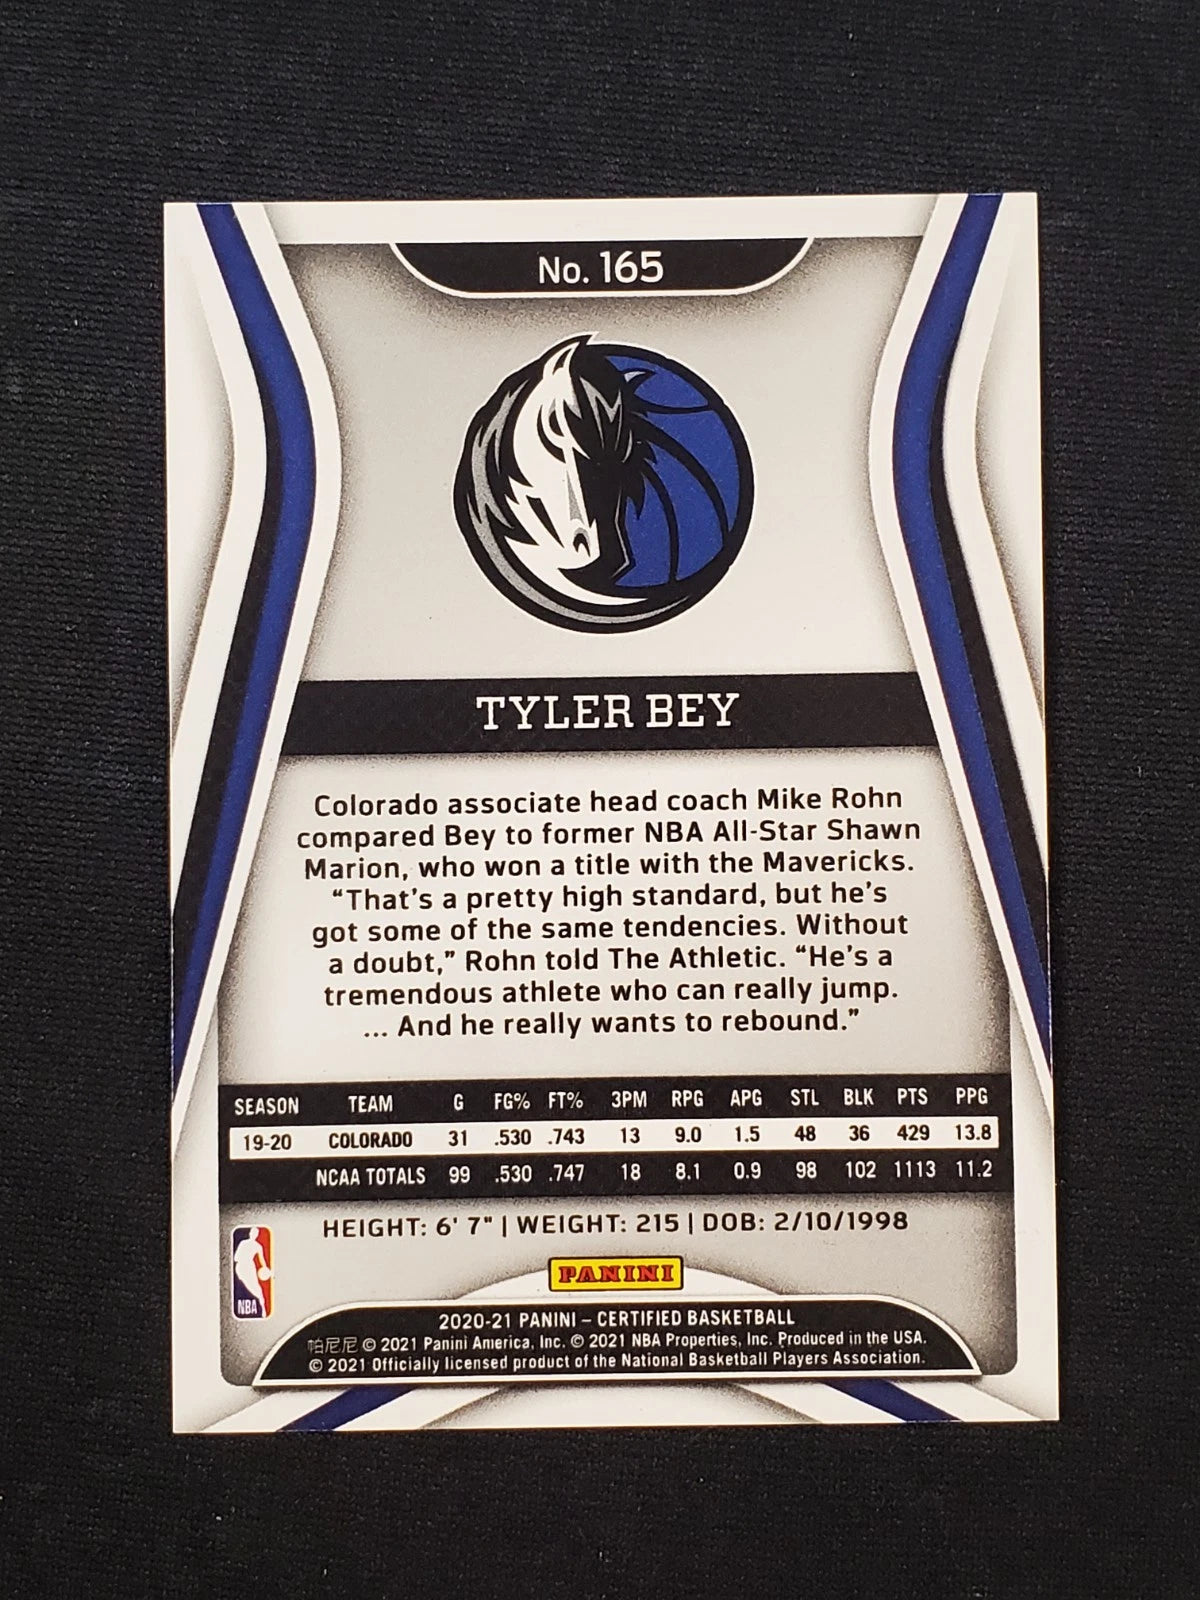 No. 165
TYLER BEY
Colorado associate head coach Mike Rohn
compared Bey to former NBA All-Star Shawn
Marion, who won a title with the Mavericks.
“That’s a pretty high standard, but he’s
got some of the same tendencies. Without
a doubt,” Rohn told The Athletic. “He’s a
tremendous athlete who can really jump.
... And he really wants to rebound.”
SEASON TEAM G FG% FT% 3PM RPG APG STL BLK PTS PPG
19-20 COLORADO 31 .530 .743 13 9.0 1.5 48 36 429 13.8
NCAA TOTALS 99 .530 .747 18 8.1 0.9 98 102 1113 11.2
HEIGHT: 6' 7" | WEIGHT: 215 | DOB: 2/10/1998
NBA
PANINI
2020-21 PANINI – CERTIFIED BASKETBALL
帕尼尼 © 2021 Panini America, Inc. © 2021 NBA Properties, Inc. Produced in the USA.
© 2021 Officially licensed product of the National Basketball Players Association.